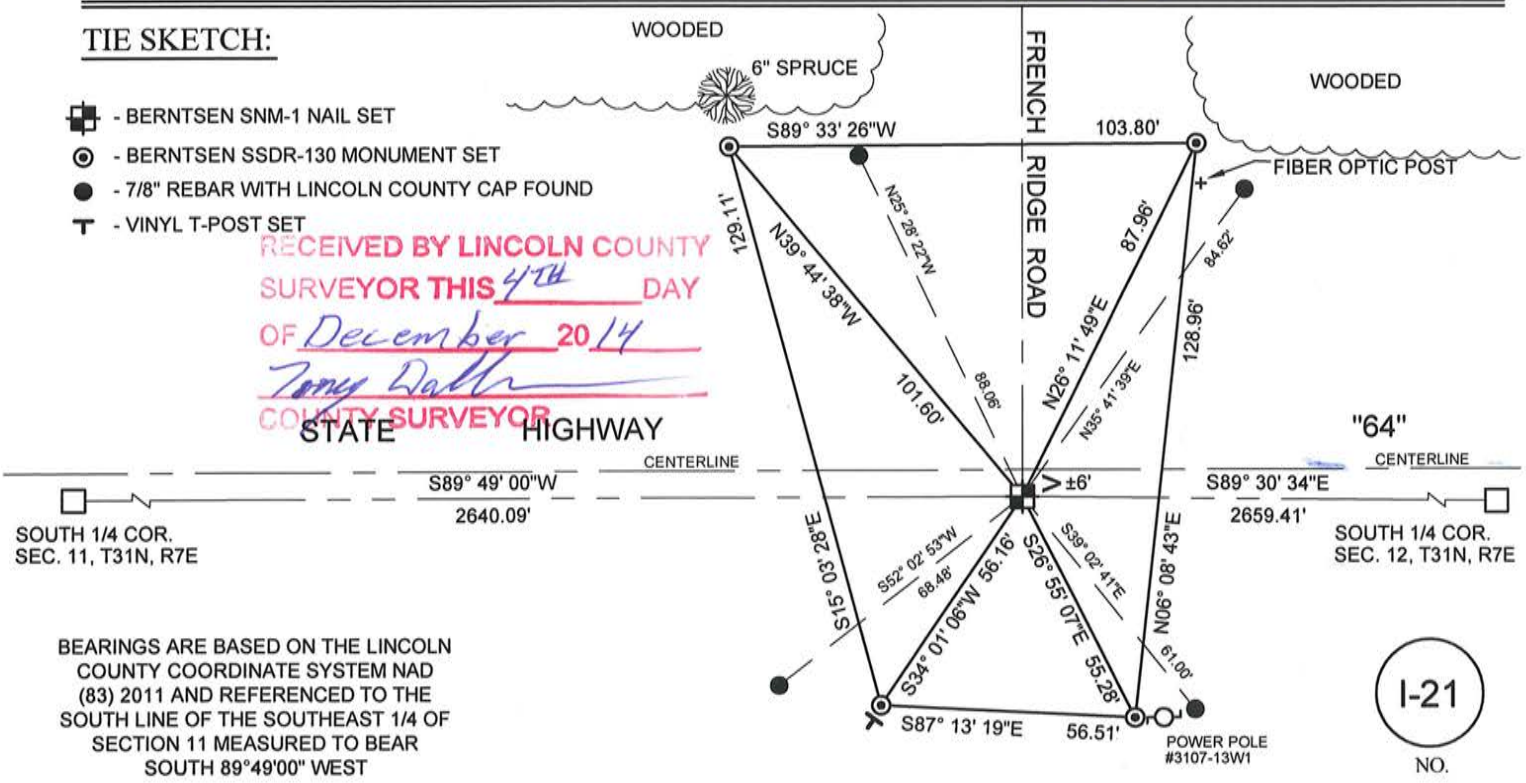 TIE SKETCH:
- BERNTSEN SNM-1 NAIL SET
- BERNTSEN SSDR-130 MONUMENT SET
- 7/8" REBAR WITH LINCOLN COUNTY CAP FOUND
- VINYL T-POST SET
RECEIVED BY LINCOLN COUNTY
SURVEYOR THIS 4TH DAY
OF December 2014
COUNTY SURVEYOR
WOODED
6" SPRUCE
FRENCH RIDGE ROAD
WOODED
S89° 33' 26"W
103.80'
FIBER OPTIC POST
129.11'
N39° 44' 38"W
101.60'
N25° 28' 22"W
88.06'
87.96'
N26° 11' 49"E
84.62'
N35° 41' 39"E
128.96'
N06° 08' 43"E
STATE HIGHWAY
"64"
CENTERLINE
CENTERLINE
S89° 49' 00"W
2640.09'
±6'
S89° 30' 34"E
2659.41'
SOUTH 1/4 COR.
SEC. 11, T31N, R7E
SOUTH 1/4 COR.
SEC. 12, T31N, R7E
S15° 03' 28"E
S52° 02' 53"W
68.48'
S34° 01' 06"W 56.16'
S26° 55' 07"E 55.28'
S39° 02' 41"E
61.00'
S87° 13' 19"E
56.51'
POWER POLE
#3107-13W1
BEARINGS ARE BASED ON THE LINCOLN
COUNTY COORDINATE SYSTEM NAD
(83) 2011 AND REFERENCED TO THE
SOUTH LINE OF THE SOUTHEAST 1/4 OF
SECTION 11 MEASURED TO BEAR
SOUTH 89°49'00" WEST
I-21
NO.